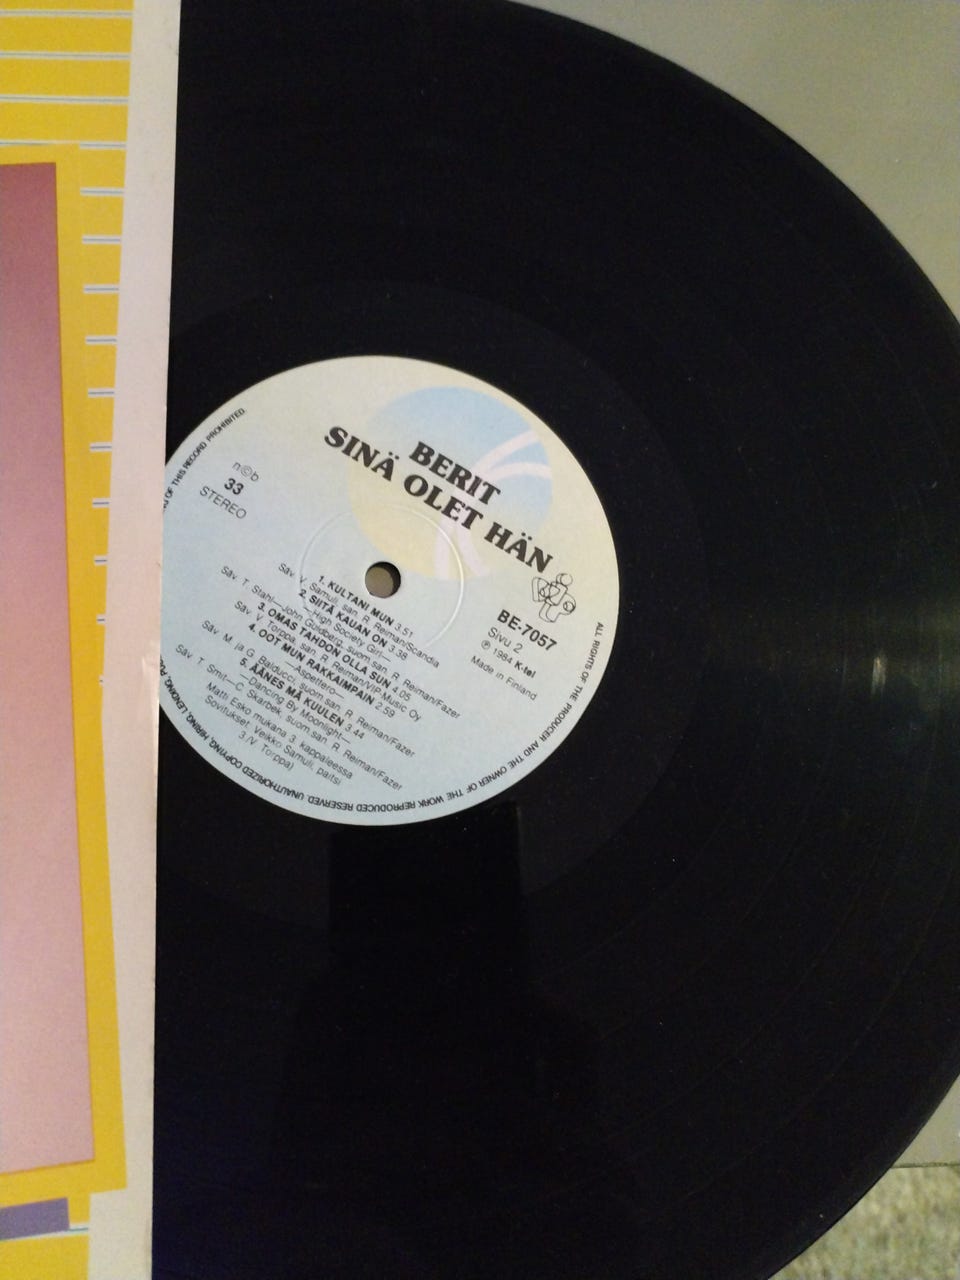 BERIT
SINÄ OLET HÄN
n©b
33
STEREO
BE-7057
Sivu 2
℗ 1984 K-tel
Made in Finland
1. KULTANI MUN 3.51
Säv. V. Samuli, san. R. Reiman/Scandia
2. SIITÄ KAUAN ON 3.38
—High Society Girl—
Säv. T. Stahl—John Guldberg, suom.san. R. Reiman/Fazer
3. OMAS TAHDON OLLA SUN 4.05
Säv. V. Torppa, san. R. Reiman/VIP-Music Oy
4. OOT MUN RAKKAIMPAIN 2.59
—Aspettero—
Säv. M. ja G. Balducci, suom.san. R. Reiman/Fazer
5. ÄÄNES MÄ KUULEN 3.44
—Dancing By Moonlight—
Säv. T. Smit—C. Skarbek, suom.san. R. Reiman/Fazer
Matti Esko mukana 3. kappaleessa
Sovitukset: Veikko Samuli, paitsi
3./V. Torppa)
ALL RIGHTS OF THE PRODUCER AND THE OWNER OF THE WORK REPRODUCED RESERVED. UNAUTHORIZED COPYING, HIRING, LENDING, OF THIS RECORD PROHIBITED.